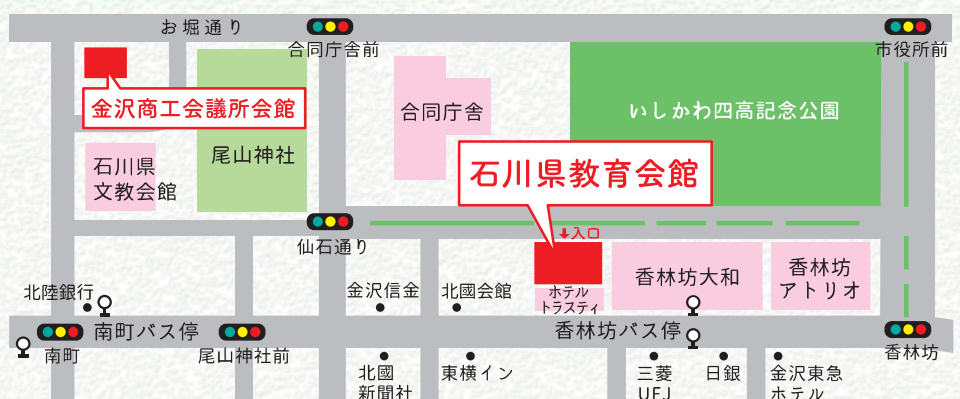 お堀通り
合同庁舎前
市役所前
金沢商工会議所会館
合同庁舎
いしかわ四高記念公園
尾山神社
石川県
文教会館
石川県教育会館
仙石通り
入口
北陸銀行
金沢信金
北國会館
ホテル
トラスティ
香林坊大和
香林坊
アトリオ
南町バス停
香林坊バス停
南町
尾山神社前
香林坊
北國
新聞社
東横イン
三菱
UFJ
日銀
金沢東急
ホテル